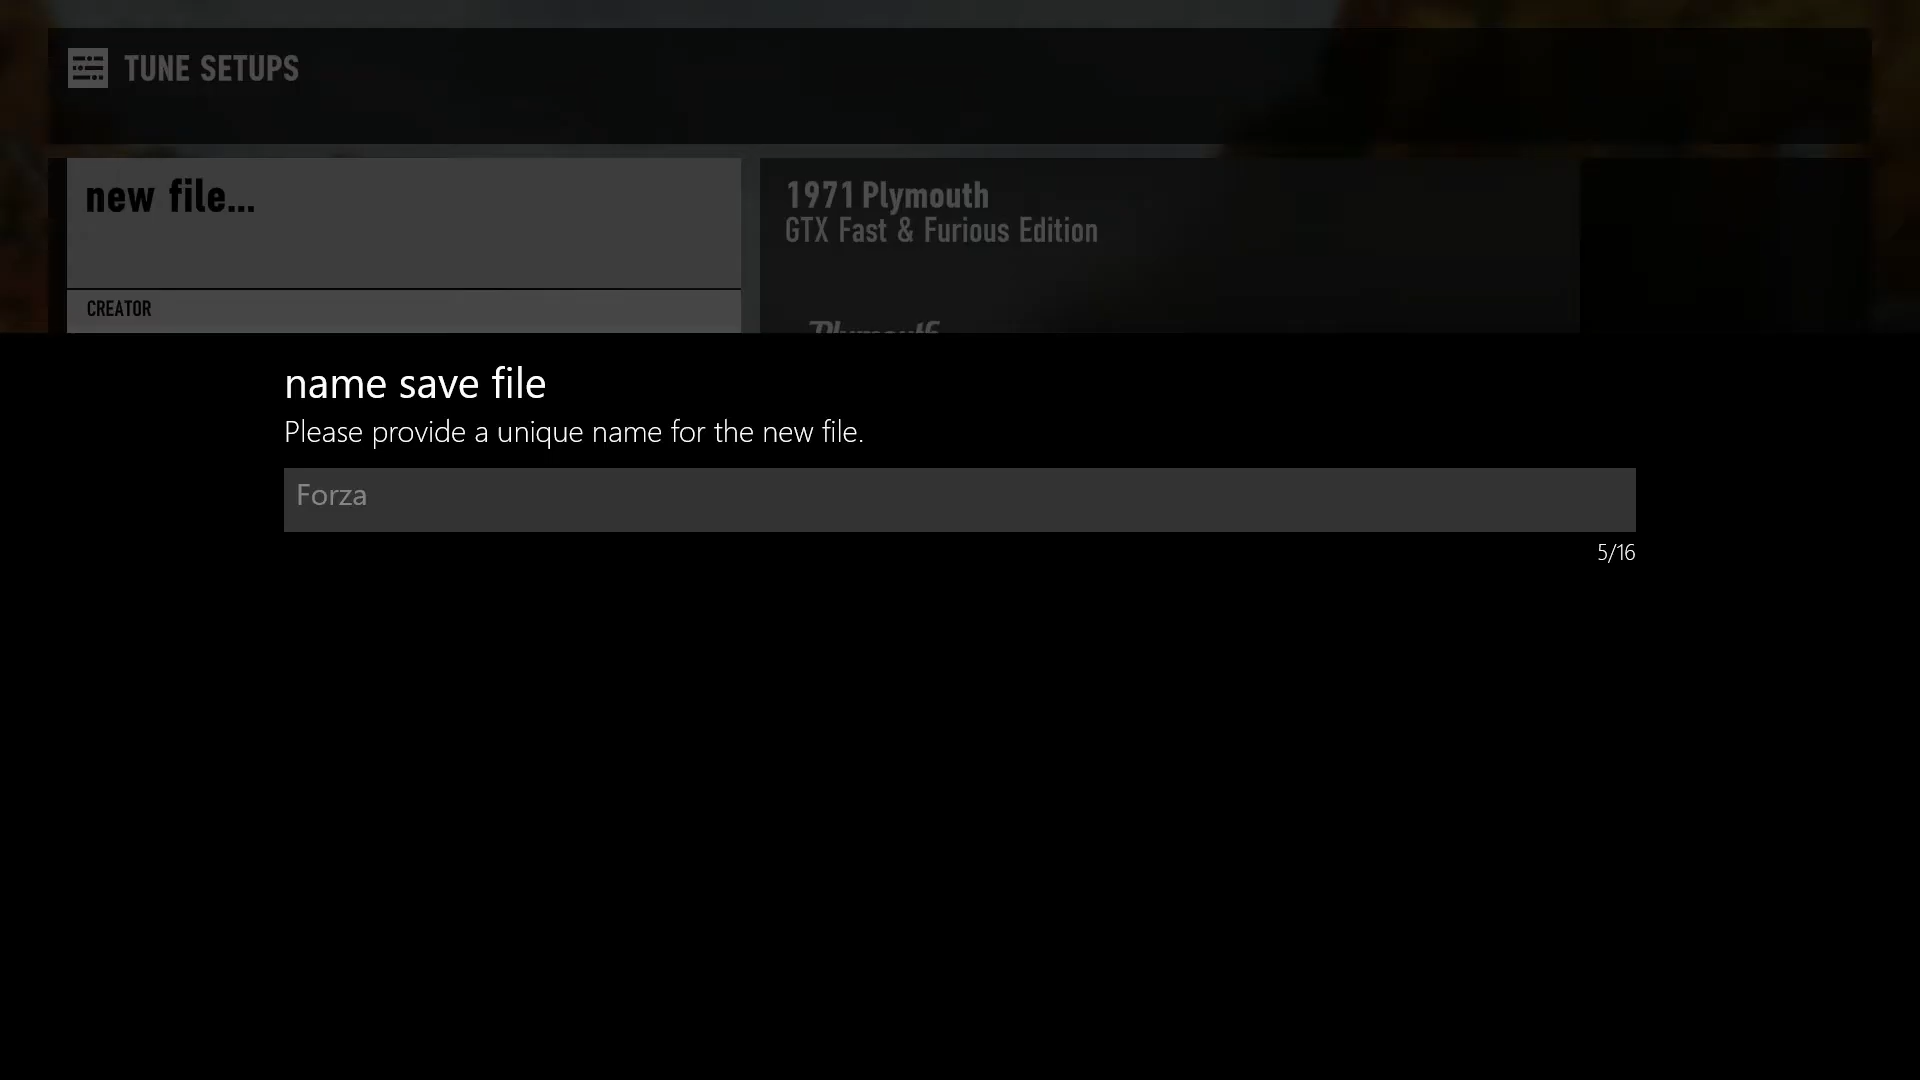 TUNE SETUPS
new file...
1971 Plymouth
GTX Fast & Furious Edition
CREATOR
Plymouth
name save file
Please provide a unique name for the new file.
Forza
5/16